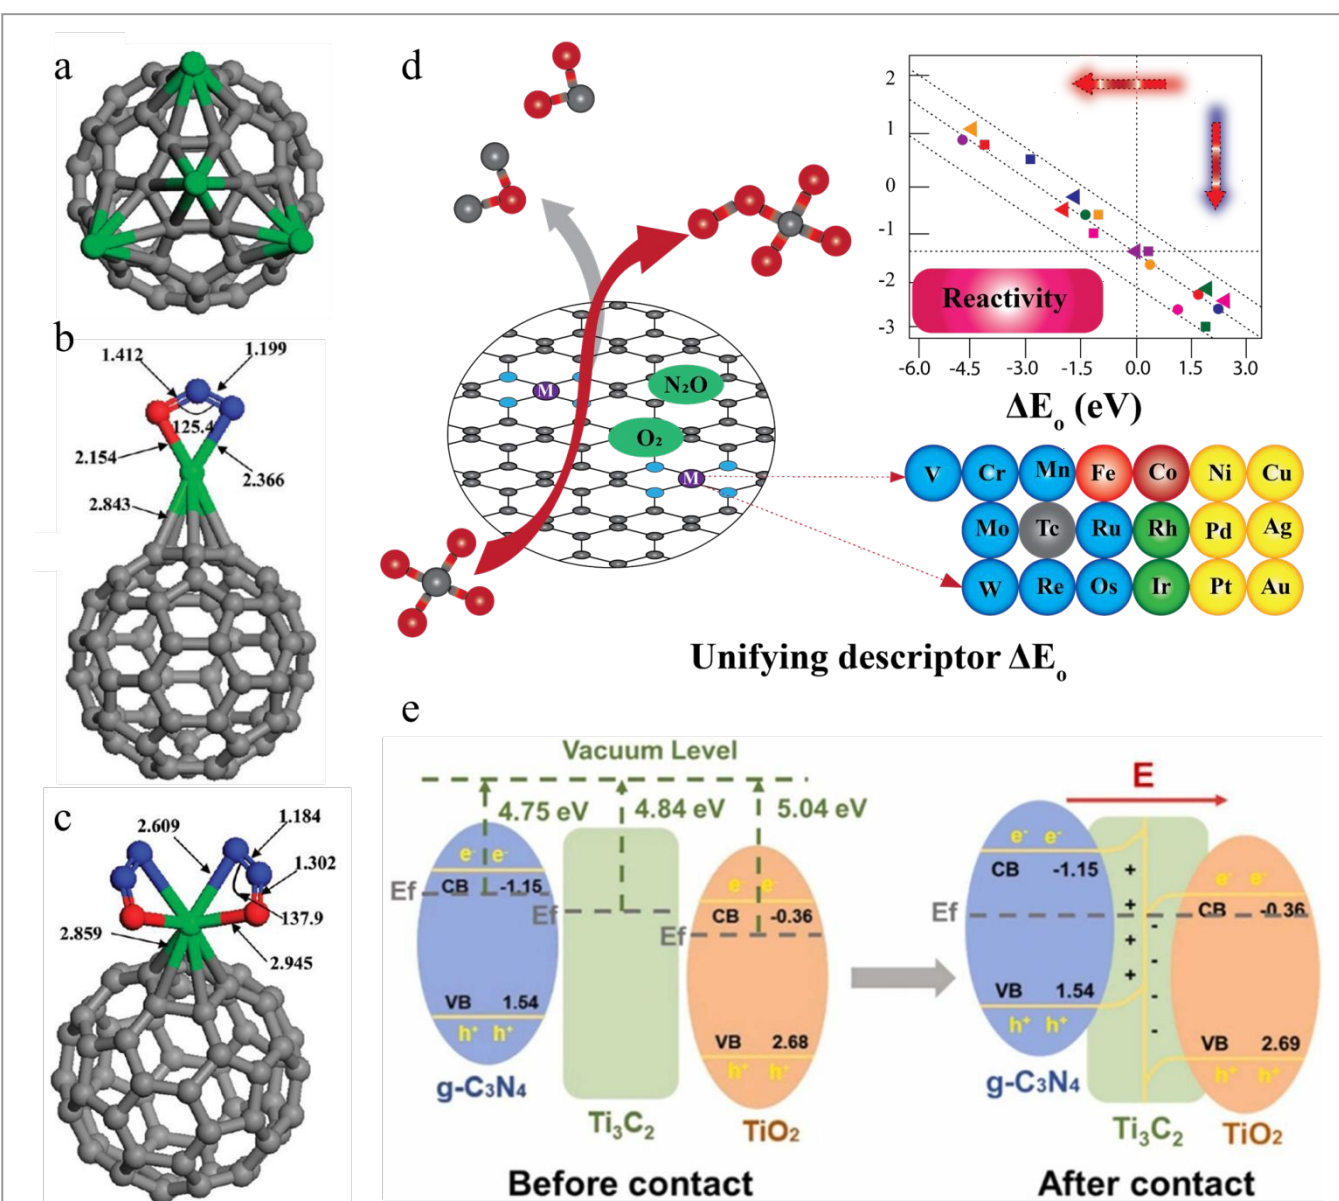 a
b
1.412
1.199
125.4
2.154
2.366
2.843
c
2.609
1.184
1.302
137.9
2.859
2.945
d
M
N₂O
O₂
M
2
1
0
-1
-2
-3
Reactivity
-6.0 -4.5 -3.0 -1.5 0.0 1.5 3.0
ΔEₒ (eV)
V Cr Mn Fe Co Ni Cu
Mo Tc Ru Rh Pd Ag
W Re Os Ir Pt Au
Unifying descriptor ΔEₒ
e
Vacuum Level
4.75 eV 4.84 eV 5.04 eV
e⁻ e⁻
CB -1.15
Ef
VB 1.54
h⁺ h⁺
g-C₃N₄
Ef
Ti₃C₂
e⁻ e⁻
CB -0.36
Ef
VB 2.68
h⁺ h⁺
TiO₂
Before contact
E
e⁻ e⁻
CB -1.15
Ef
VB 1.54
h⁺ h⁺
g-C₃N₄
+
+
+
+
-
-
-
-
Ti₃C₂
e⁻ e⁻
CB -0.36
VB 2.69
h⁺ h⁺
TiO₂
After contact